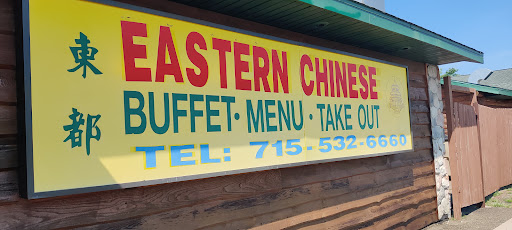 東都
EASTERN CHINESE
BUFFET · MENU · TAKE OUT
TEL: 715-532-6660